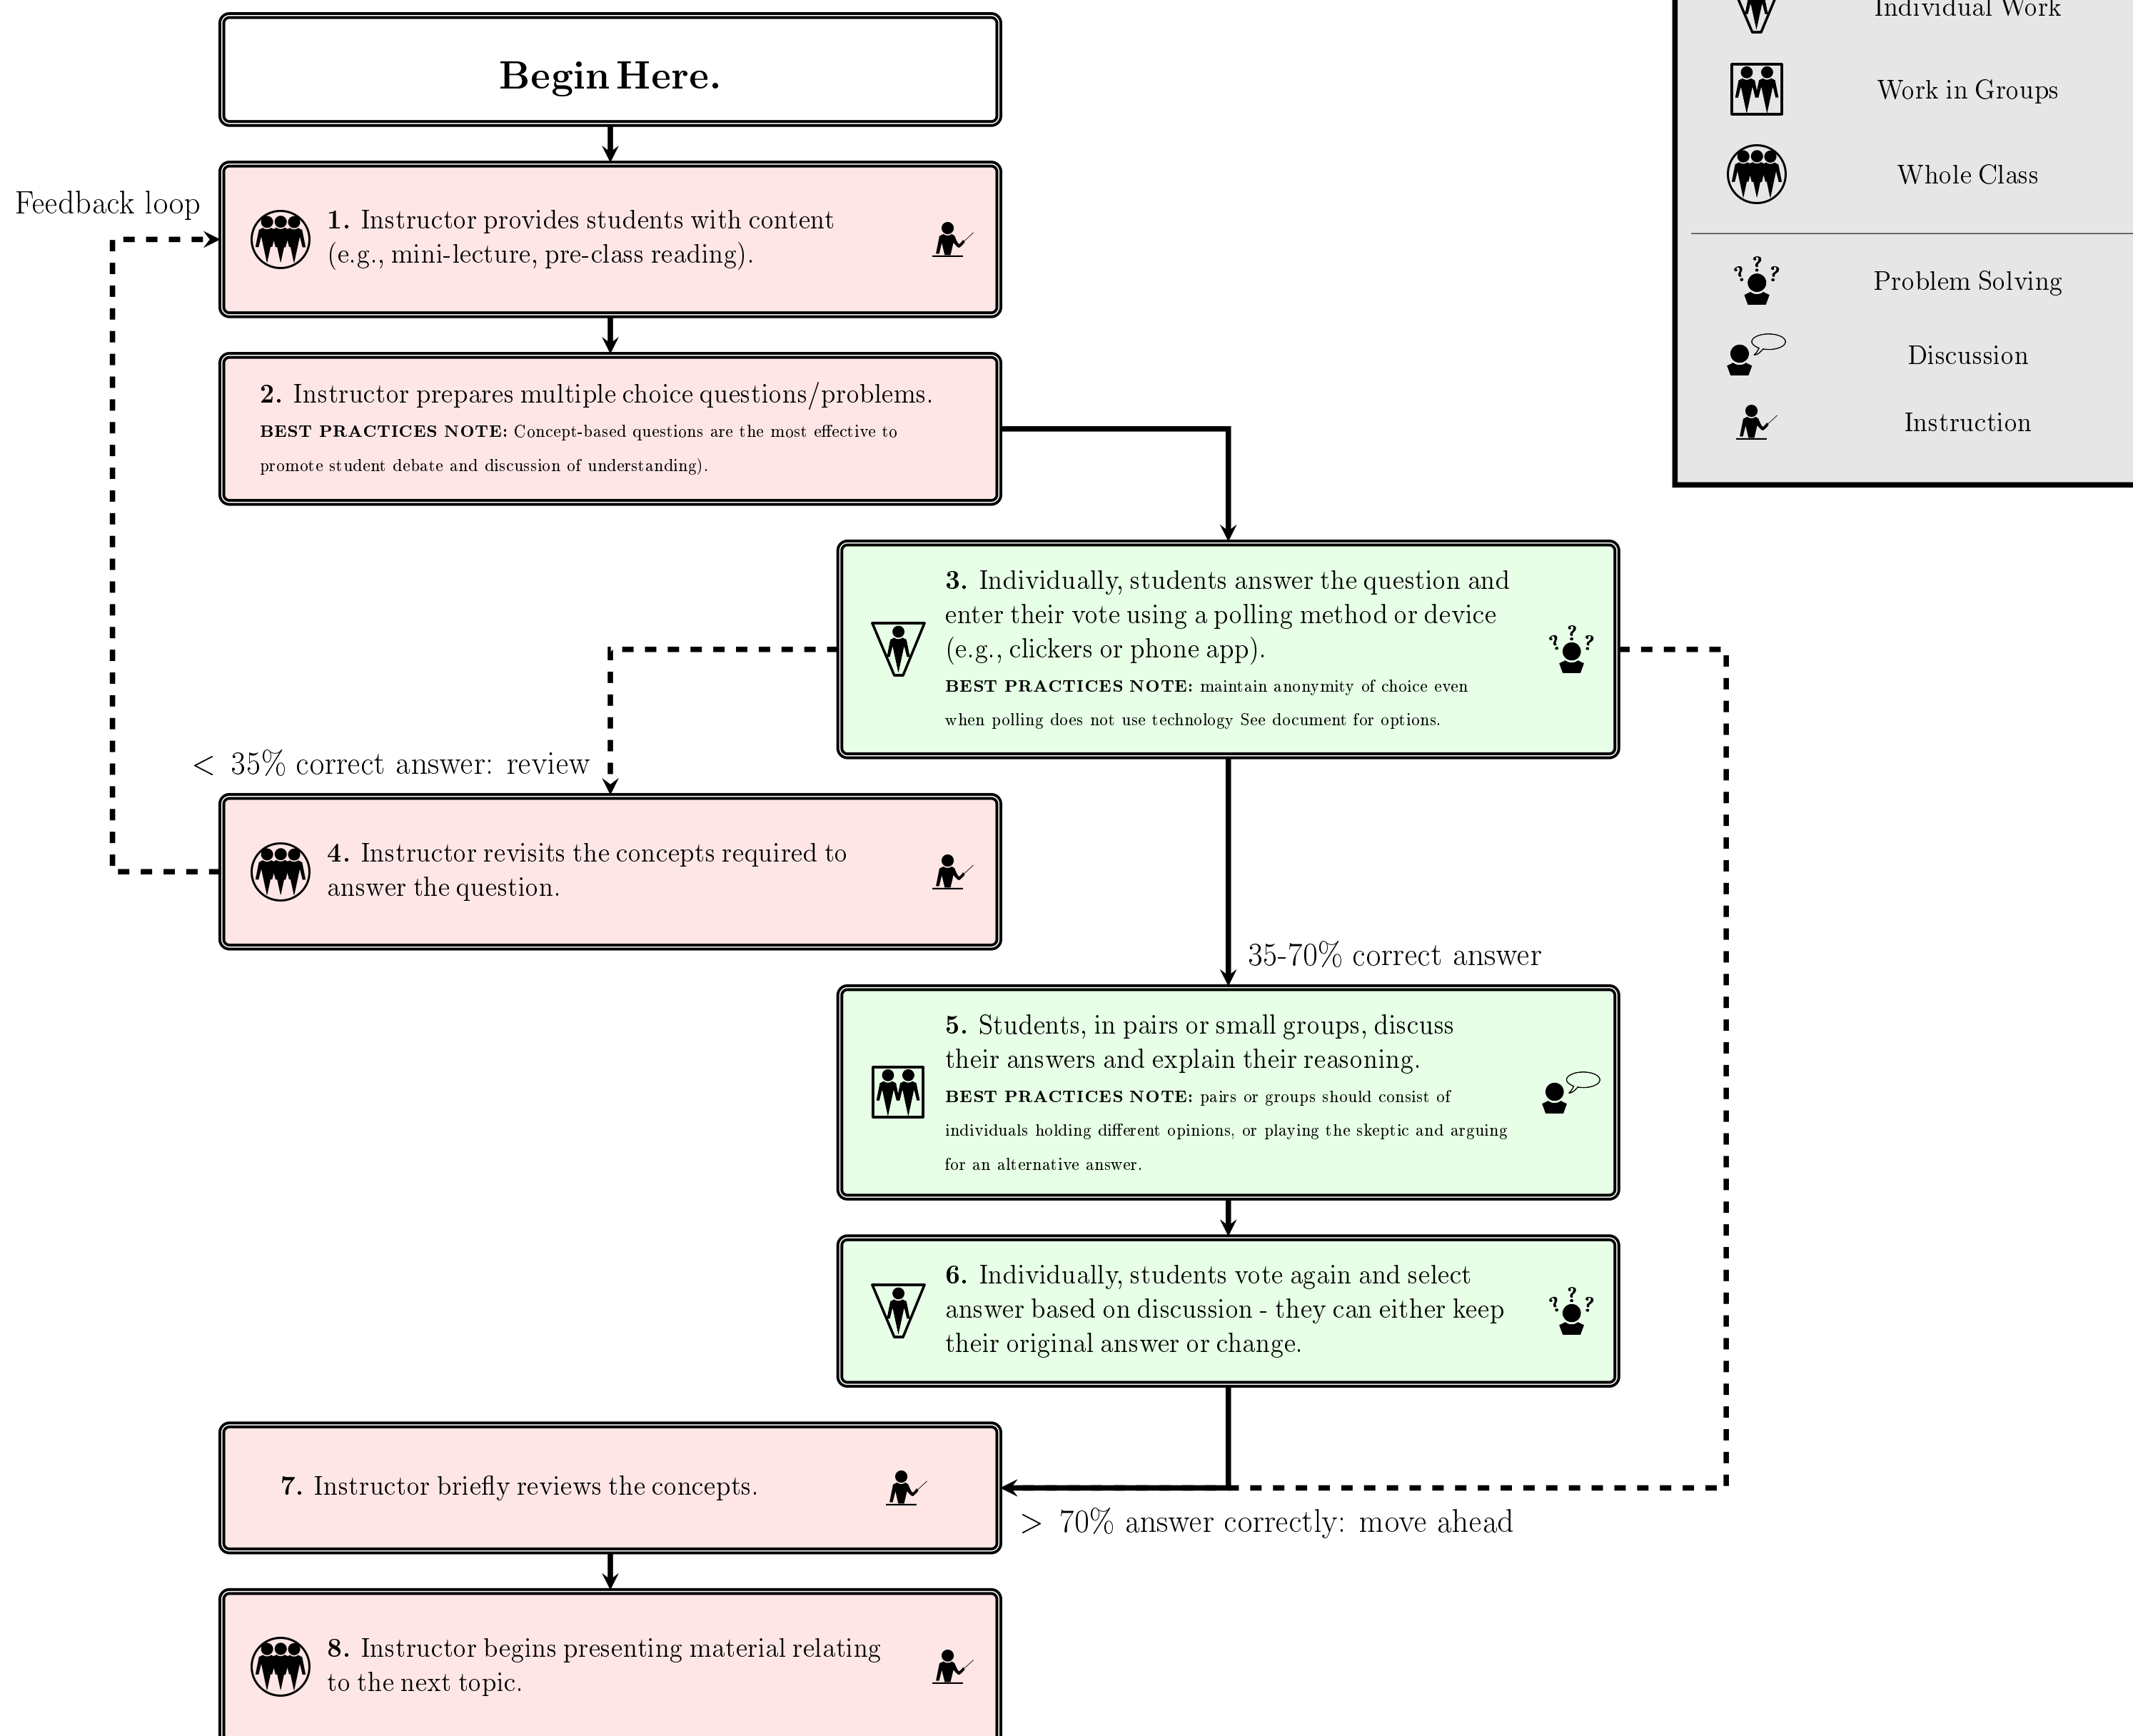 Begin Here.
Feedback loop
1. Instructor provides students with content
(e.g., mini-lecture, pre-class reading).
2. Instructor prepares multiple choice questions/problems.
BEST PRACTICES NOTE: Concept-based questions are the most effective to
promote student debate and discussion of understanding).
3. Individually, students answer the question and
enter their vote using a polling method or device
(e.g., clickers or phone app).
BEST PRACTICES NOTE: maintain anonymity of choice even
when polling does not use technology See document for options.
< 35% correct answer: review
4. Instructor revisits the concepts required to
answer the question.
35-70% correct answer
5. Students, in pairs or small groups, discuss
their answers and explain their reasoning.
BEST PRACTICES NOTE: pairs or groups should consist of
individuals holding different opinions, or playing the skeptic and arguing
for an alternative answer.
6. Individually, students vote again and select
answer based on discussion - they can either keep
their original answer or change.
7. Instructor briefly reviews the concepts.
> 70% answer correctly: move ahead
8. Instructor begins presenting material relating
to the next topic.
Individual Work
Work in Groups
Whole Class
Problem Solving
Discussion
Instruction